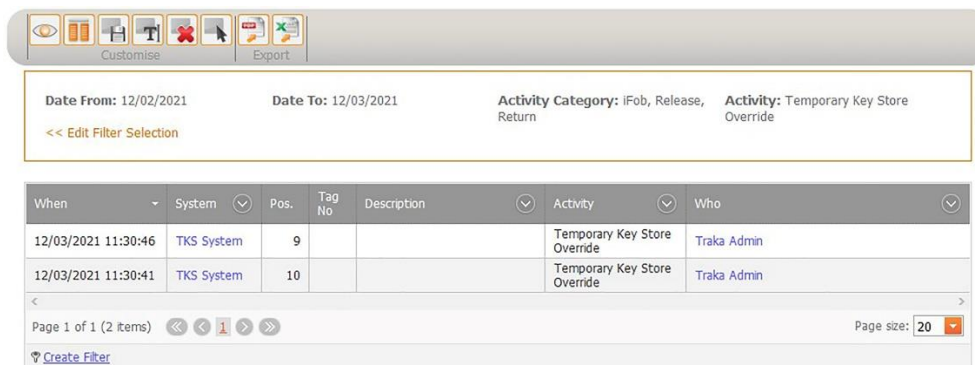 Customise
Export
Date From: 12/02/2021 Date To: 12/03/2021 Activity Category: iFob, Release, Return Activity: Temporary Key Store Override
<< Edit Filter Selection
When System Pos. Tag No Description Activity Who
12/03/2021 11:30:46 TKS System 9 Temporary Key Store Override Traka Admin
12/03/2021 11:30:41 TKS System 10 Temporary Key Store Override Traka Admin
Page 1 of 1 (2 items) 1 Page size: 20
Create Filter